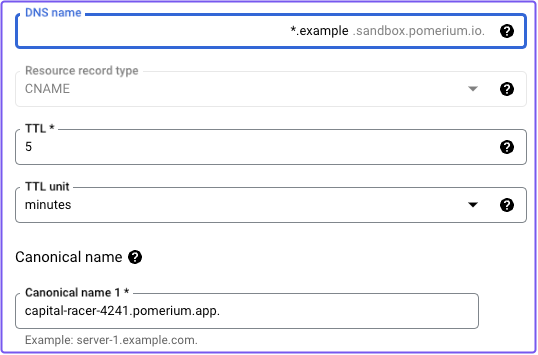 DNS name
*.example .sandbox.pomerium.io.
Resource record type
CNAME
TTL *
5
TTL unit
minutes
Canonical name
Canonical name 1 *
capital-racer-4241.pomerium.app.
Example: server-1.example.com.